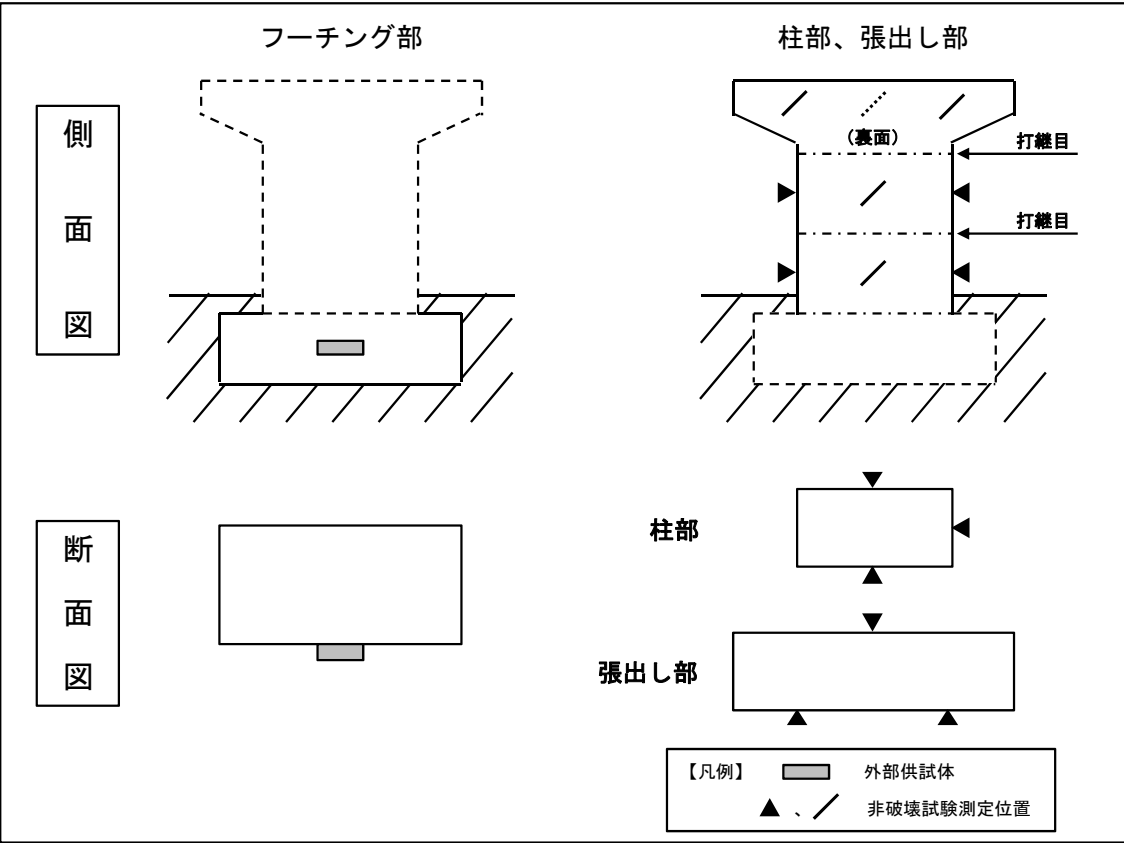 フーチング部
柱部、張出し部
側面図
(裏面)
打継目
打継目
断面図
柱部
張出し部
【凡例】 外部供試体
▲ 、/ 非破壊試験測定位置